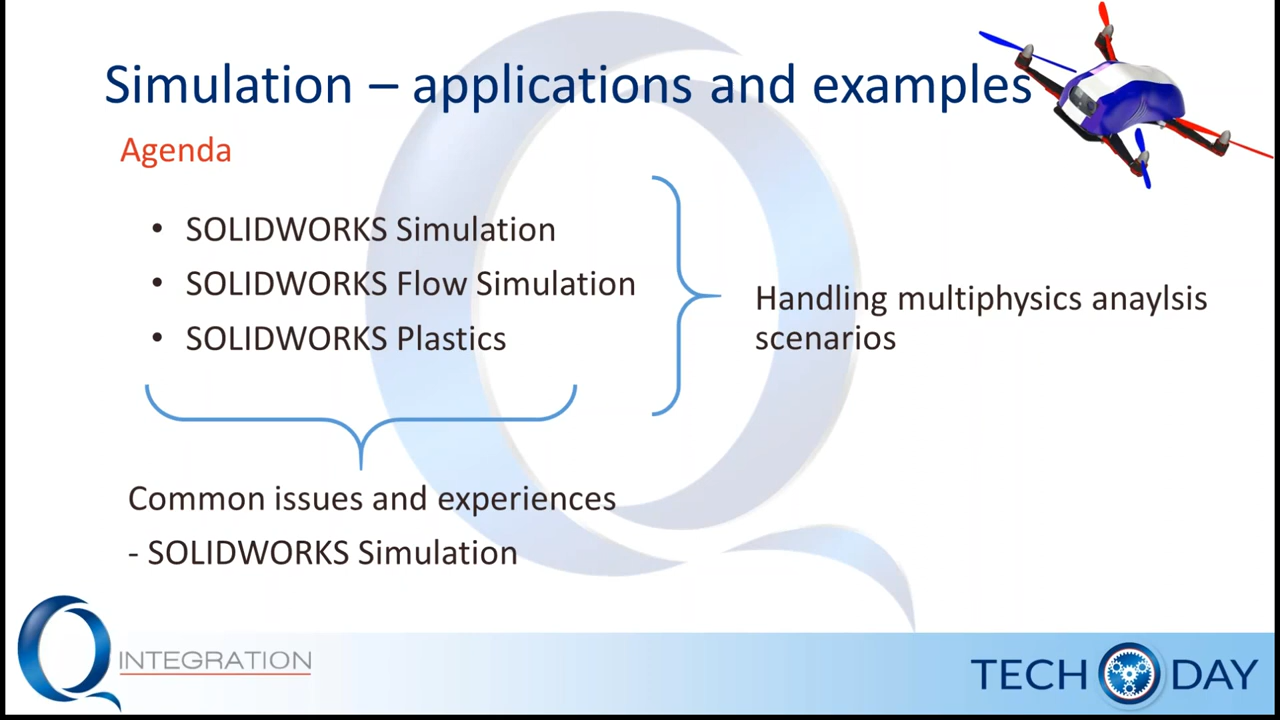 Simulation – applications and examples
Agenda
• SOLIDWORKS Simulation
• SOLIDWORKS Flow Simulation
• SOLIDWORKS Plastics
Handling multiphysics anaylsis
scenarios
Common issues and experiences
- SOLIDWORKS Simulation
INTEGRATION
TECH DAY